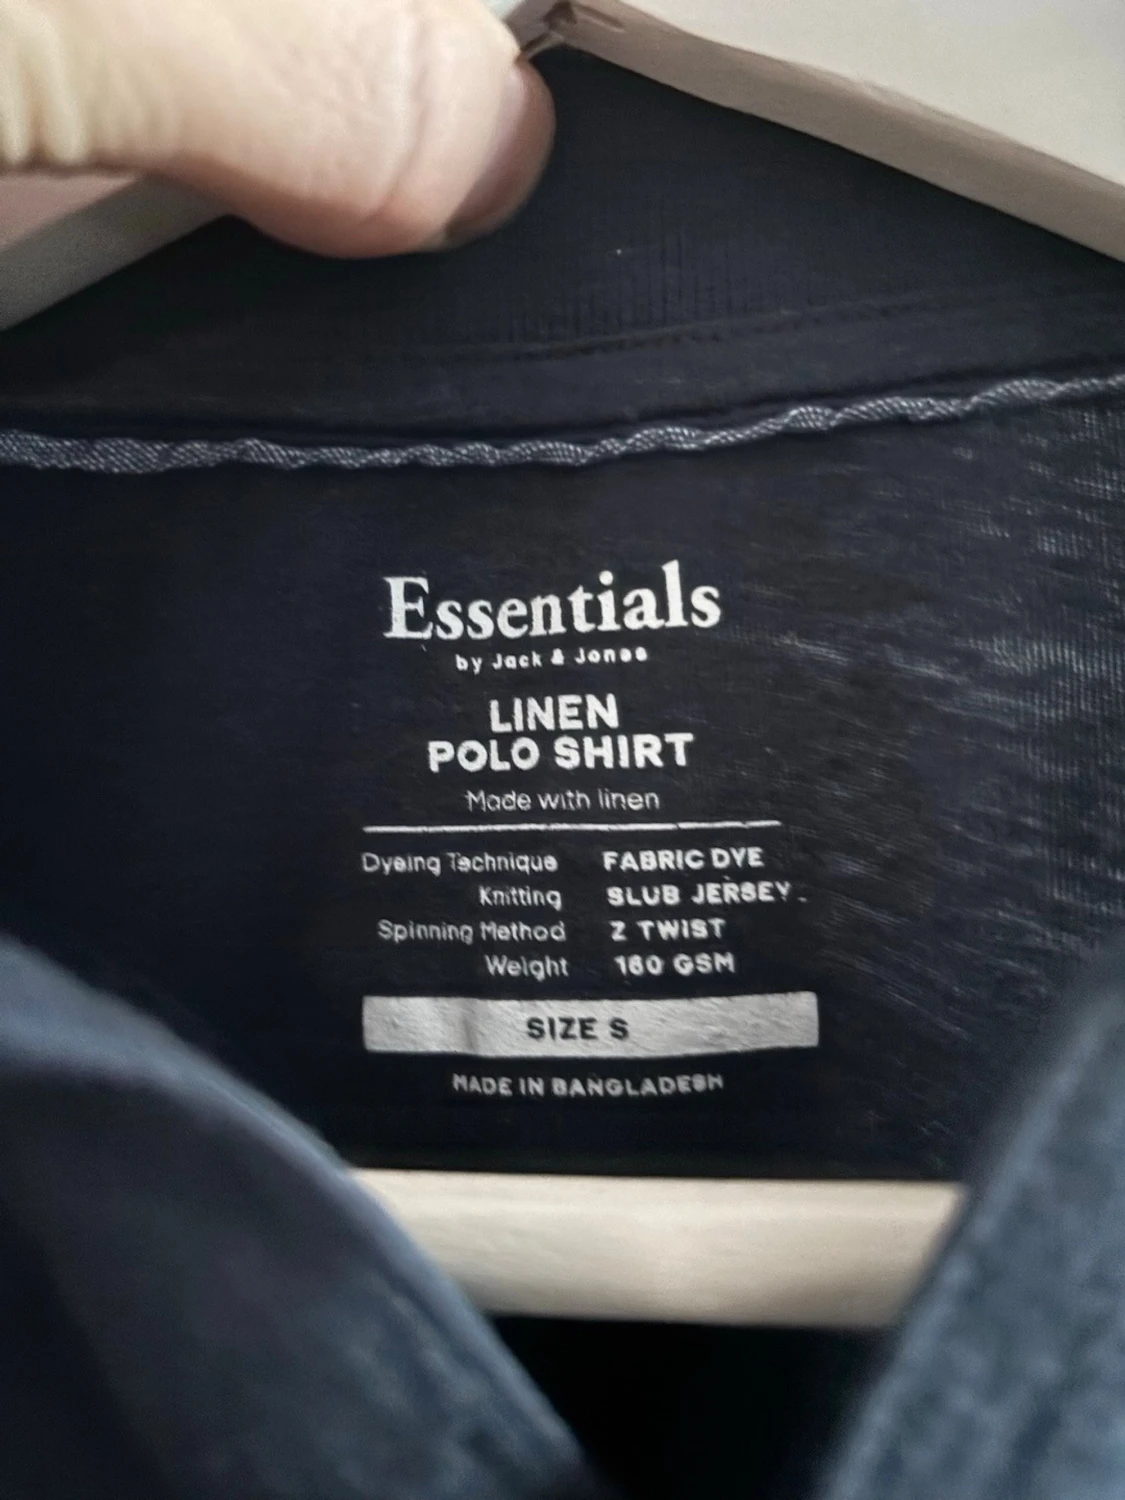 Essentials
by Jack & Jones
LINEN
POLO SHIRT
Made with linen
Dyeing Technique FABRIC DYE
Knitting SLUB JERSEY
Spinning Method Z TWIST
Weight 160 GSM
SIZE S
MADE IN BANGLADESH